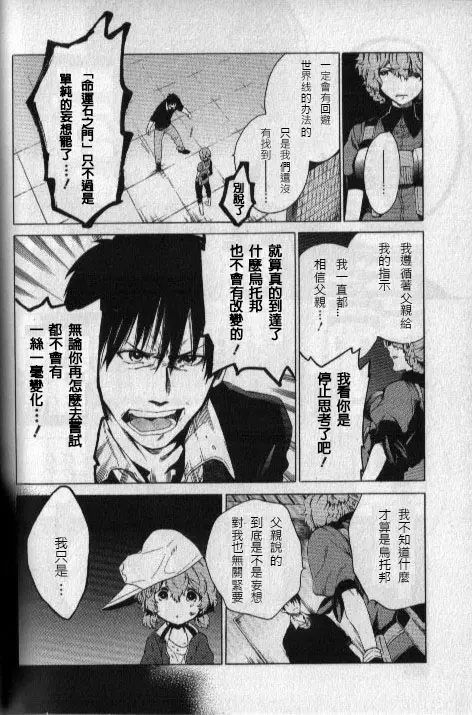 ⋯⋯⋯⋯
一定會有回避
世界线的办法的
只是我們還沒
有找到⋯⋯
別說了
「命運石之門」只不過是
單純的妄想罷了⋯!
我遵循著父親給
我的指示
我一直都⋯
相信父親⋯!
我看你是
停止思考了吧!
就算真的到達了
什麼烏托邦
也不會有改變的!
無論你再怎麼去嘗試
都不會有
一絲一毫變化⋯!
我不知道什麼
才算是烏托邦
父親說的
到底是不是妄想
對我也無關緊要
我只是⋯